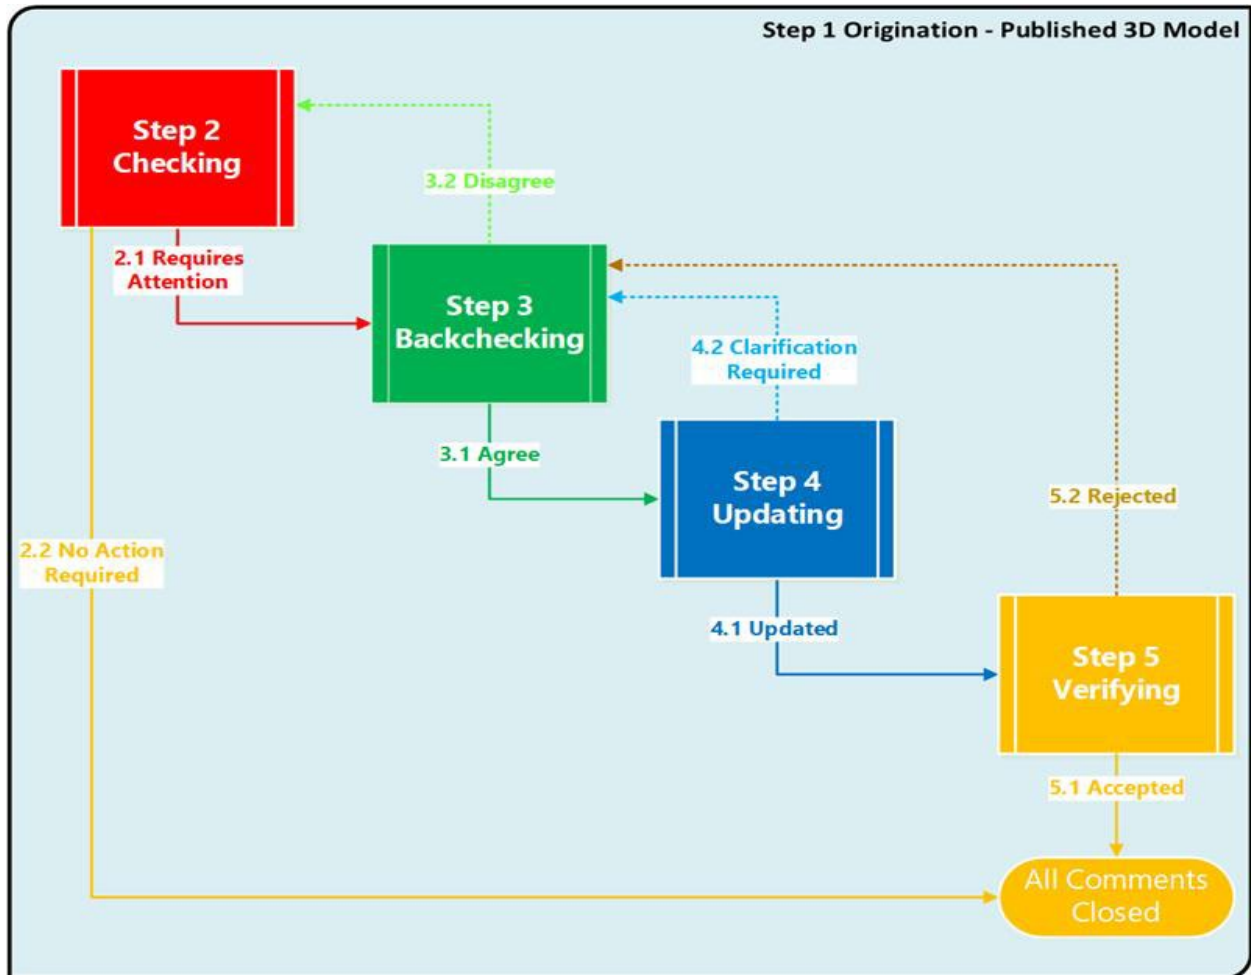 Step 1 Origination - Published 3D Model
Step 2
Checking
3.2 Disagree
2.1 Requires
Attention
Step 3
Backchecking
4.2 Clarification
Required
3.1 Agree
Step 4
Updating
5.2 Rejected
2.2 No Action
Required
4.1 Updated
Step 5
Verifying
5.1 Accepted
All Comments
Closed